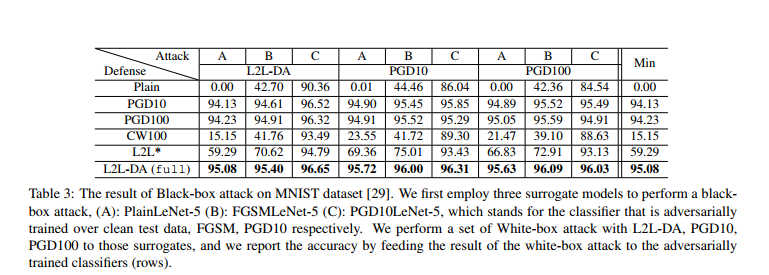 Attack A B C A B C A B C Min
Defense L2L-DA PGD10 PGD100
Plain 0.00 42.70 90.36 0.01 44.46 86.04 0.00 42.36 84.54 0.00
PGD10 94.13 94.61 96.52 94.90 95.45 95.85 94.89 95.52 95.49 94.13
PGD100 94.23 94.91 96.32 94.91 95.52 95.29 95.05 95.59 94.91 94.23
CW100 15.15 41.76 93.49 23.55 41.72 89.30 21.47 39.10 88.63 15.15
L2L* 59.29 70.62 94.79 69.36 75.01 93.43 66.83 72.91 93.13 59.29
L2L-DA (full) 95.08 95.40 96.65 95.72 96.00 96.31 95.63 96.09 96.03 95.08
Table 3: The result of Black-box attack on MNIST dataset [29]. We first employ three surrogate models to perform a black-
box attack, (A): PlainLeNet-5 (B): FGSMLeNet-5 (C): PGD10LeNet-5, which stands for the classifier that is adversarially
trained over clean test data, FGSM, PGD10 respectively. We perform a set of White-box attack with L2L-DA, PGD10,
PGD100 to those surrogates, and we report the accuracy by feeding the result of the white-box attack to the adversarially
trained classifiers (rows).